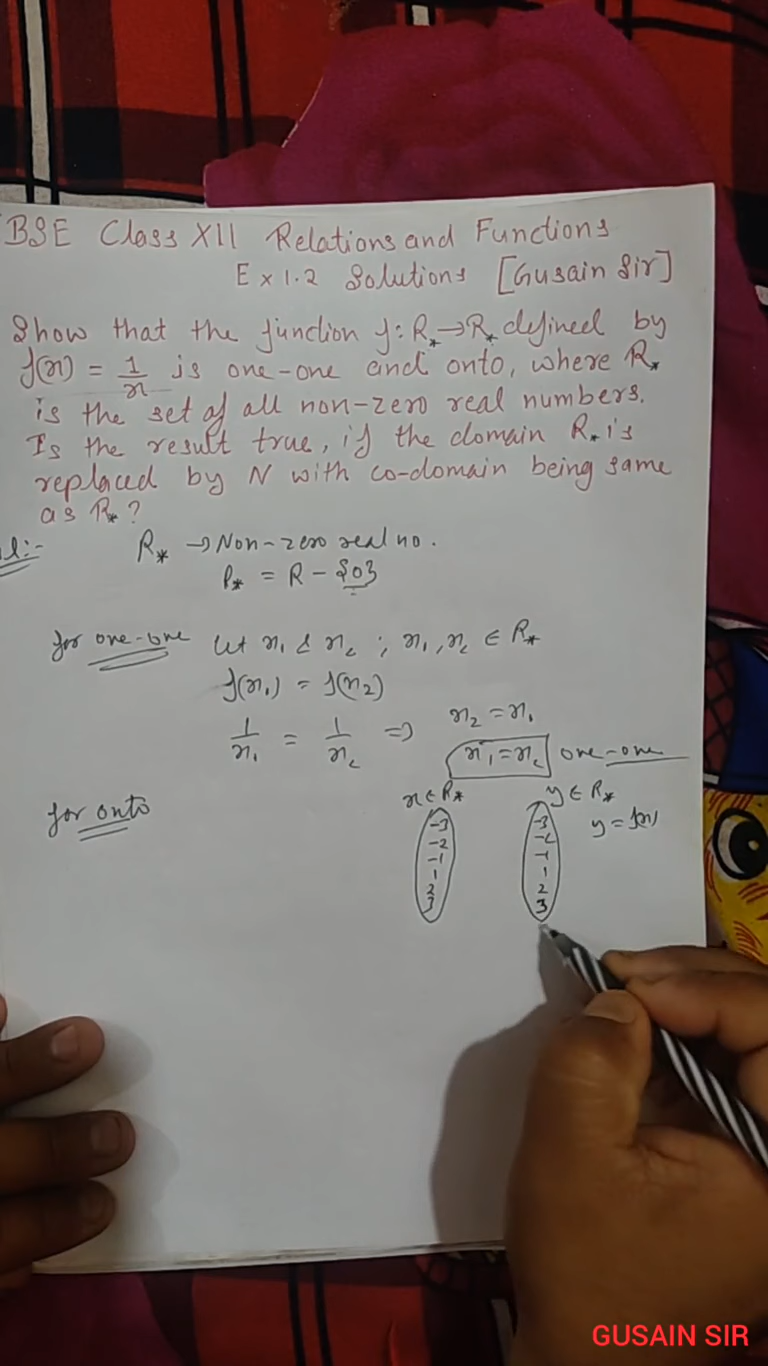 BSE Class XII Relations and Functions
Ex 1.2 Solutions [Gusain Sir]
Show that the function f: R* → R* defined by
f(x) = 1/x is one-one and onto, where R*
is the set of all non-zero real numbers.
Is the result true, if the domain R* is
replaced by N with co-domain being same
as R*?
R* → Non-zero real no.
R* = R - {0}
for one-one let x₁ & x₂ ; x₁, x₂ ∈ R*
f(x₁) = f(x₂)
1/x₁ = 1/x₂ ⇒ x₂ = x₁
x₁ = x₂ one-one
for onto x ∈ R* y ∈ R*
y = f(x)
-3 -3
-2 -2
-1 -1
1 1
2 2
3 3
GUSAIN SIR